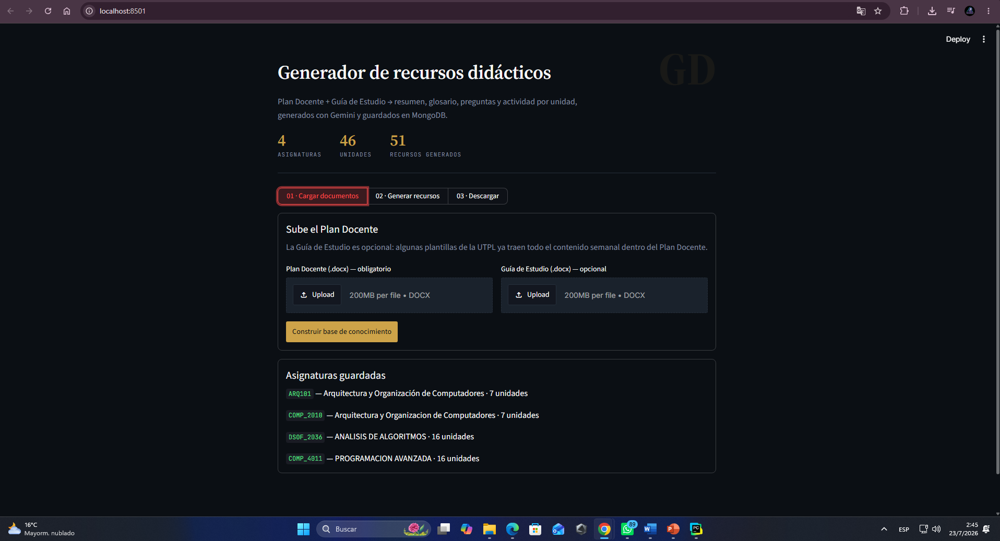 localhost:8501
Deploy
GD
Generador de recursos didácticos
Plan Docente + Guía de Estudio → resumen, glosario, preguntas y actividad por unidad,
generados con Gemini y guardados en MongoDB.
4 46 51
ASIGNATURAS UNIDADES RECURSOS GENERADOS
01 · Cargar documentos 02 · Generar recursos 03 · Descargar
Sube el Plan Docente
La Guía de Estudio es opcional: algunas plantillas de la UTPL ya traen todo el contenido semanal dentro del Plan Docente.
Plan Docente (.docx) — obligatorio Guía de Estudio (.docx) — opcional
Upload 200MB per file • DOCX Upload 200MB per file • DOCX
Construir base de conocimiento
Asignaturas guardadas
ARQ101 — Arquitectura y Organización de Computadores · 7 unidades
COMP_2010 — Arquitectura y Organizacion de Computadores · 7 unidades
DSOF_2036 — ANALISIS DE ALGORITMOS · 16 unidades
COMP_4011 — PROGRAMACION AVANZADA · 16 unidades
16°C
Mayorm. nublado
Buscar
89
ESP
2:45
23/7/2026